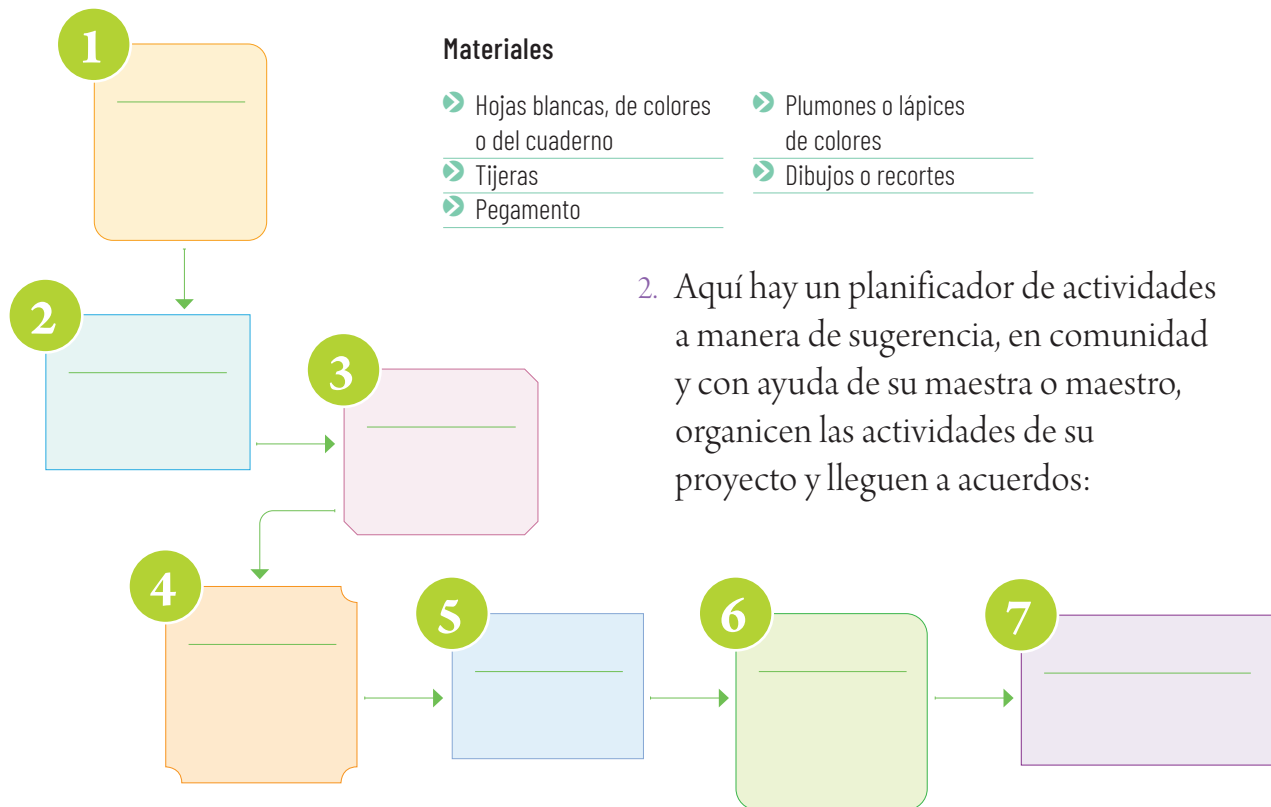 1
Materiales
Hojas blancas, de colores
o del cuaderno
Tijeras
Pegamento
Plumones o lápices
de colores
Dibujos o recortes
2
3
2. Aquí hay un planificador de actividades
a manera de sugerencia, en comunidad
y con ayuda de su maestra o maestro,
organicen las actividades de su
proyecto y lleguen a acuerdos:
4
5
6
7